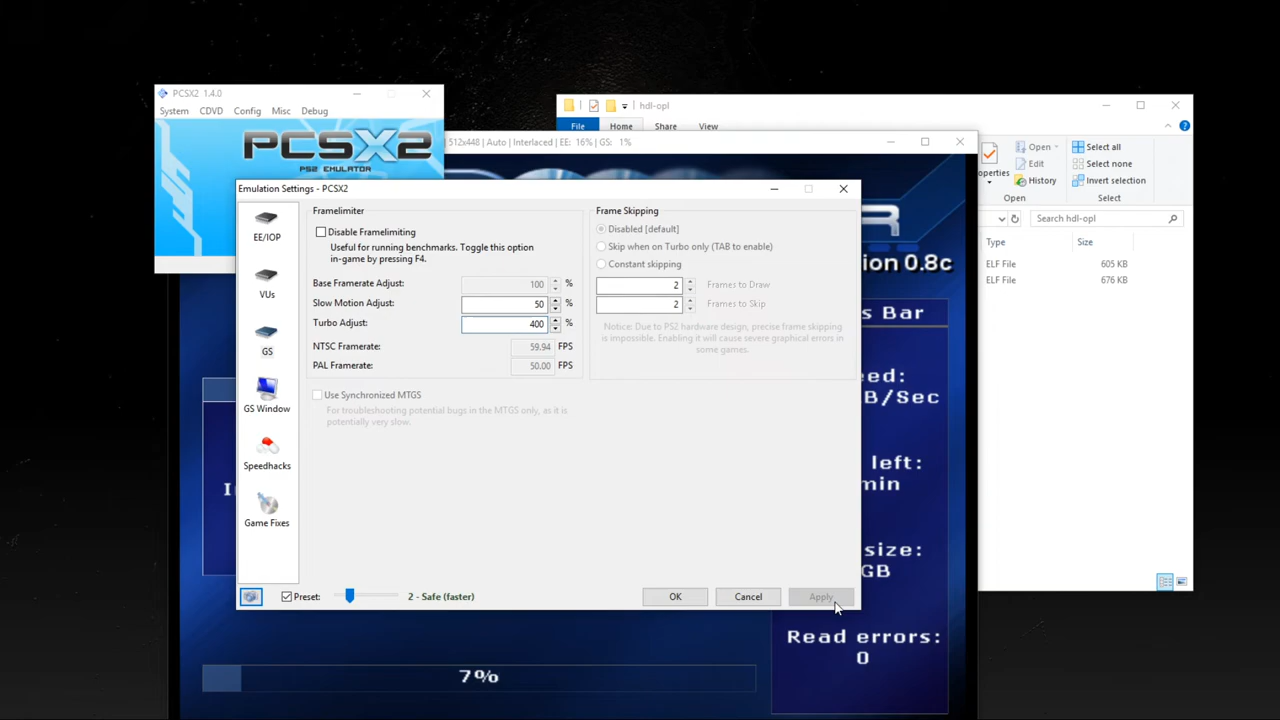 PCSX2 1.4.0
System CDVD Config Misc Debug
PCSX2
PS2 EMULATOR
hdl-opl
File Home Share View
512x448 | Auto | Interlaced | EE: 16% | GS: 1%
Open
Edit
History
Open
Select all
Select none
Invert selection
Select
Search hdl-opl
Type Size
ELF File 605 KB
ELF File 676 KB
Emulation Settings - PCSX2
EE/IOP
VUs
GS
GS Window
Speedhacks
Game Fixes
Framelimiter
Disable Framelimiting
Useful for running benchmarks. Toggle this option
in-game by pressing F4.
Base Framerate Adjust: 100 %
Slow Motion Adjust: 50 %
Turbo Adjust: 400 %
NTSC Framerate: 59.94 FPS
PAL Framerate: 50.00 FPS
Use Synchronized MTGS
For troubleshooting potential bugs in the MTGS only, as it is
potentially very slow.
Frame Skipping
Disabled [default]
Skip when on Turbo only (TAB to enable)
Constant skipping
2 Frames to Draw
2 Frames to Skip
Notice: Due to PS2 hardware design, precise frame skipping
is impossible. Enabling it will cause severe graphical errors in
some games.
Preset: 2 - Safe (faster)
OK Cancel Apply
ion 0.8c
s Bar
eed:
B/Sec
left:
min
size:
GB
Read errors:
0
7%